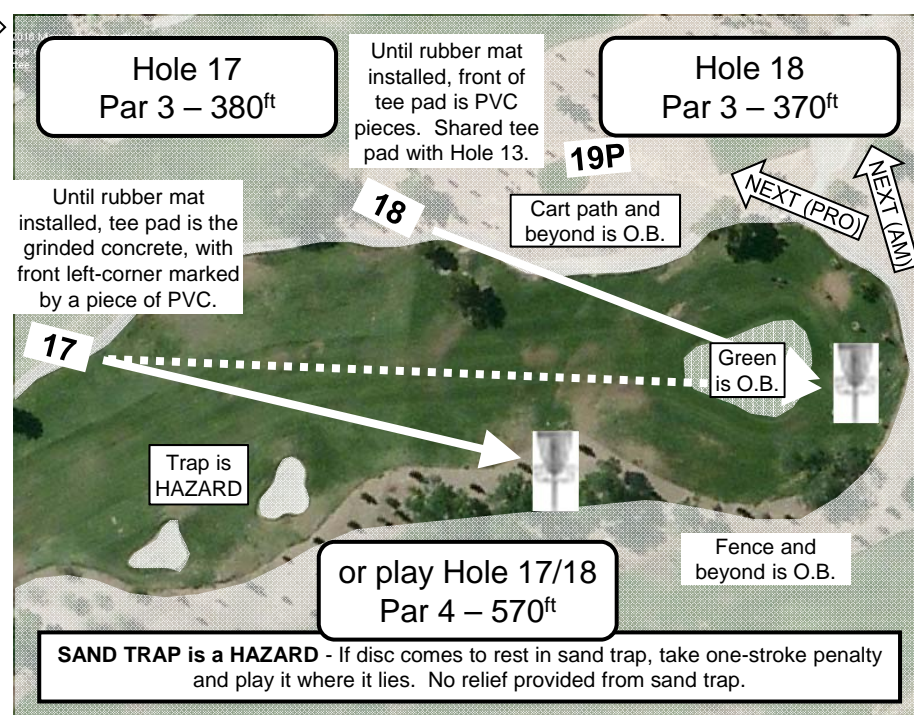 Hole 17
Par 3 – 380ft
Until rubber mat
installed, front of
tee pad is PVC
pieces. Shared tee
pad with Hole 13.
Hole 18
Par 3 – 370ft
19P
NEXT (PRO)
NEXT (AM)
Until rubber mat
installed, tee pad is the
grinded concrete, with
front left-corner marked
by a piece of PVC.
18
Cart path and
beyond is O.B.
17
Green
is O.B.
Trap is
HAZARD
Fence and
beyond is O.B.
or play Hole 17/18
Par 4 – 570ft
SAND TRAP is a HAZARD - If disc comes to rest in sand trap, take one-stroke penalty
and play it where it lies. No relief provided from sand trap.